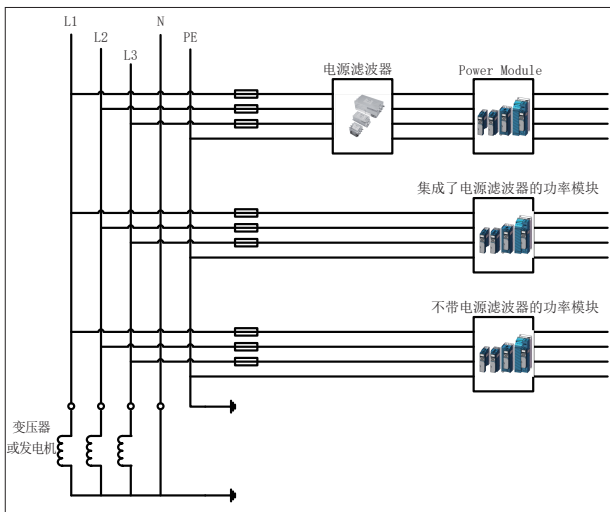 L1
L2
L3
N
PE
电源滤波器
Power Module
集成了电源滤波器的功率模块
不带电源滤波器的功率模块
变压器
或发电机